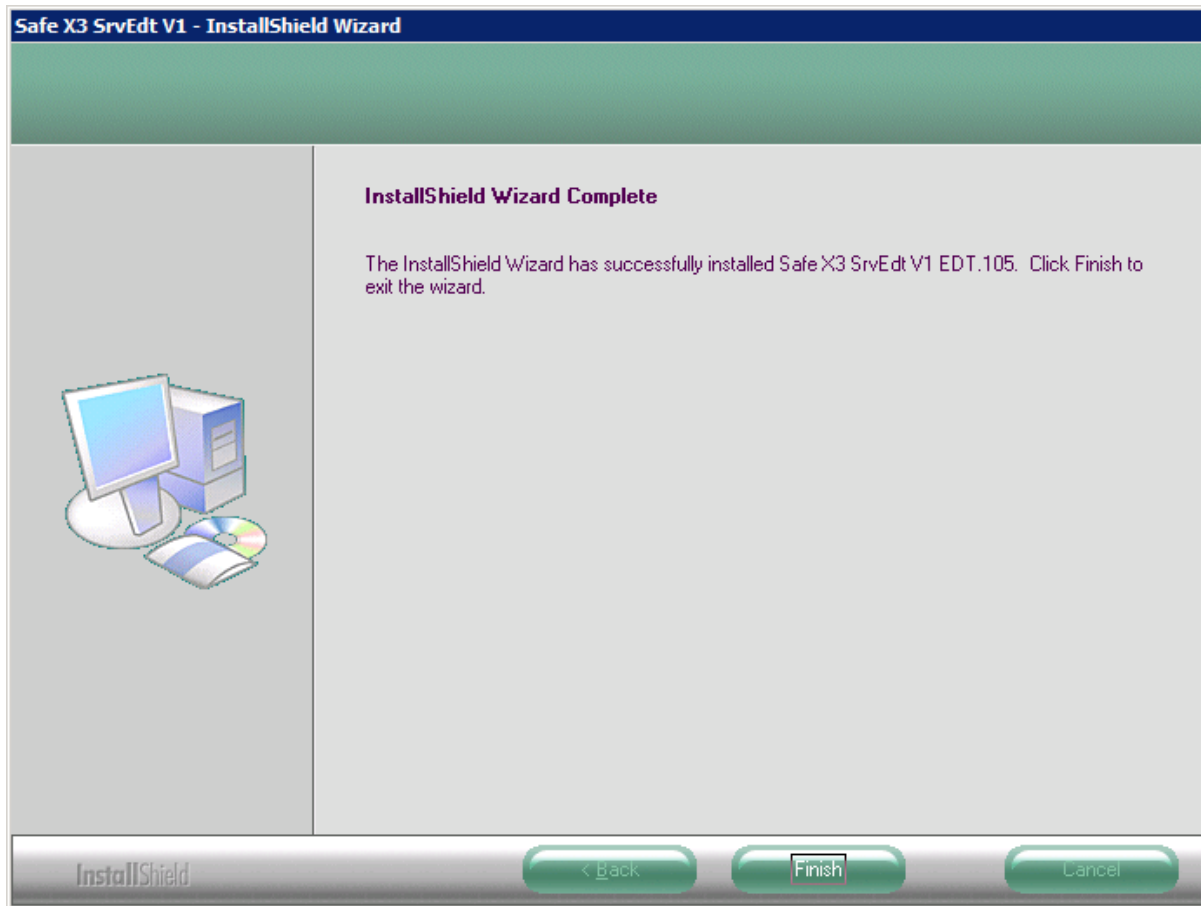 Safe X3 SrvEdt V1 - InstallShield Wizard
InstallShield Wizard Complete
The InstallShield Wizard has successfully installed Safe X3 SrvEdt V1 EDT.105. Click Finish to
exit the wizard.
InstallShield
< Back
Finish
Cancel